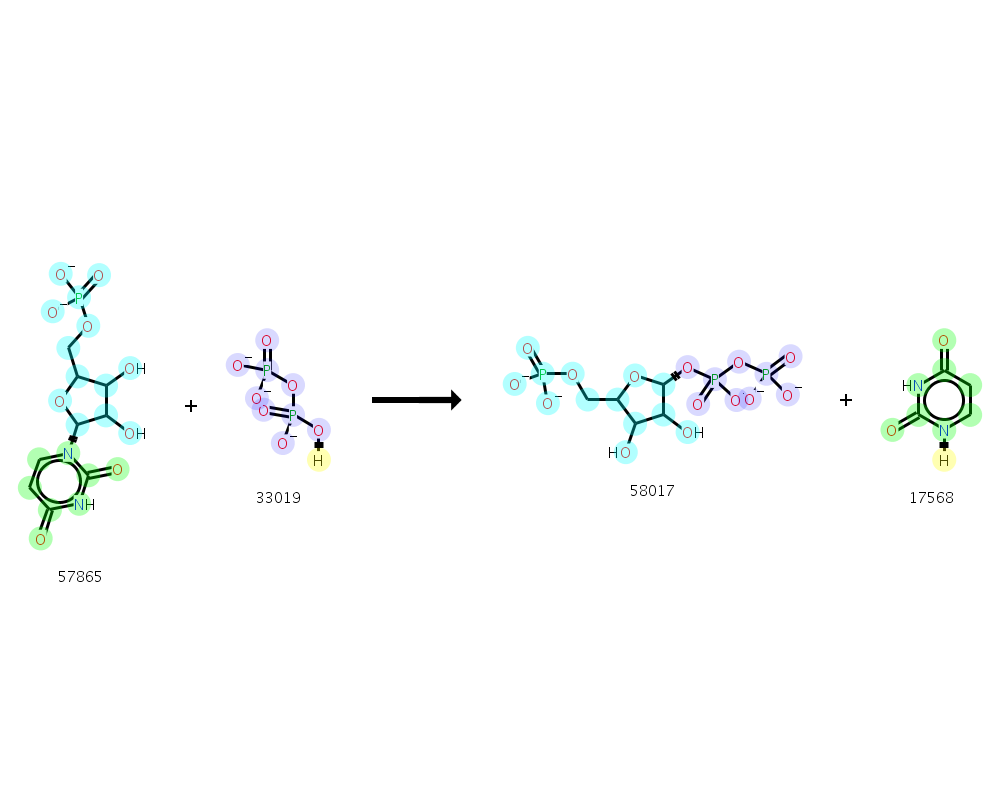 O⁻ O
P
O⁻
O
OH
O
OH
N
O
NH
O
57865
+
O
O⁻ P
O
O⁻
O P
O⁻ O
H
33019
O
P O
O⁻
O⁻
O
O P O P O
O O⁻ O⁻ O⁻
OH
HO
58017
+
O
HN
O N
H
17568